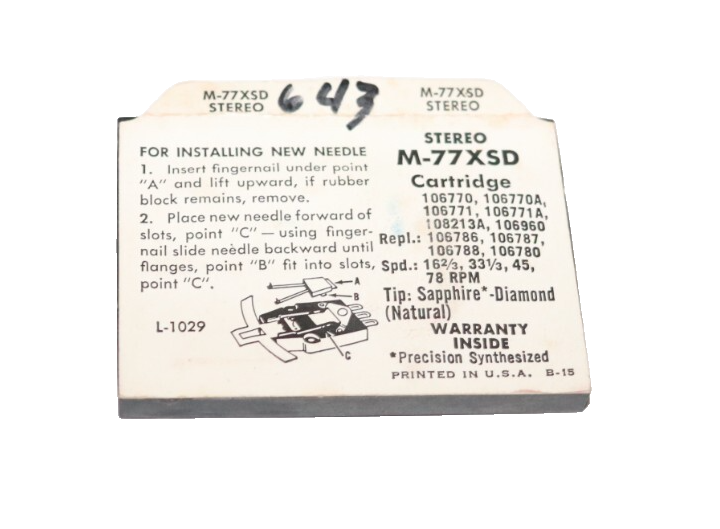 M-77XSD
STEREO
643
M-77XSD
STEREO
FOR INSTALLING NEW NEEDLE
1. Insert fingernail under point
"A" and lift upward, if rubber
block remains, remove.
2. Place new needle forward of
slots, point "C" — using finger-
nail slide needle backward until
flanges, point "B" fit into slots,
point "C".
A
B
C
L-1029
STEREO
M-77XSD
Cartridge
106770, 106770A,
106771, 106771A,
108213A, 106960
Repl.: 106786, 106787,
106788, 106780
Spd.: 16⅔, 33⅓, 45,
78 RPM
Tip: Sapphire*-Diamond
(Natural)
WARRANTY
INSIDE
*Precision Synthesized
PRINTED IN U.S.A. B-15